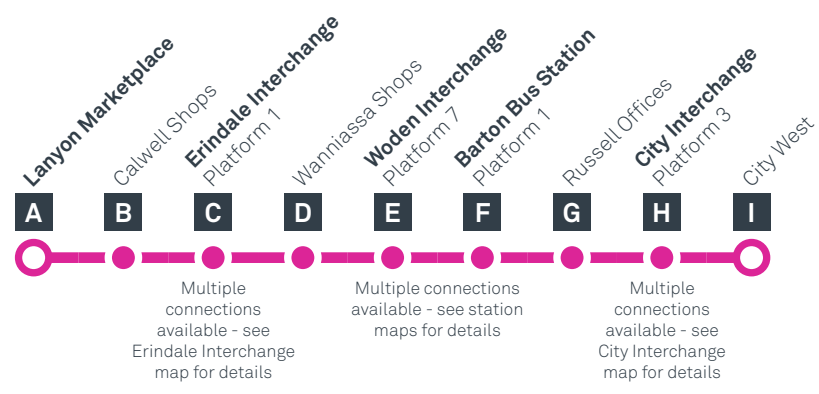 Lanyon Marketplace
Calwell Shops
Erindale Interchange
Platform 1
Wanniassa Shops
Woden Interchange
Platform 7
Barton Bus Station
Platform 1
Russell Offices
City Interchange
Platform 3
City West
A B C D E F G H I
Multiple
connections
available - see
Erindale Interchange
map for details
Multiple connections
available - see station
maps for details
Multiple
connections
available - see
City Interchange
map for details